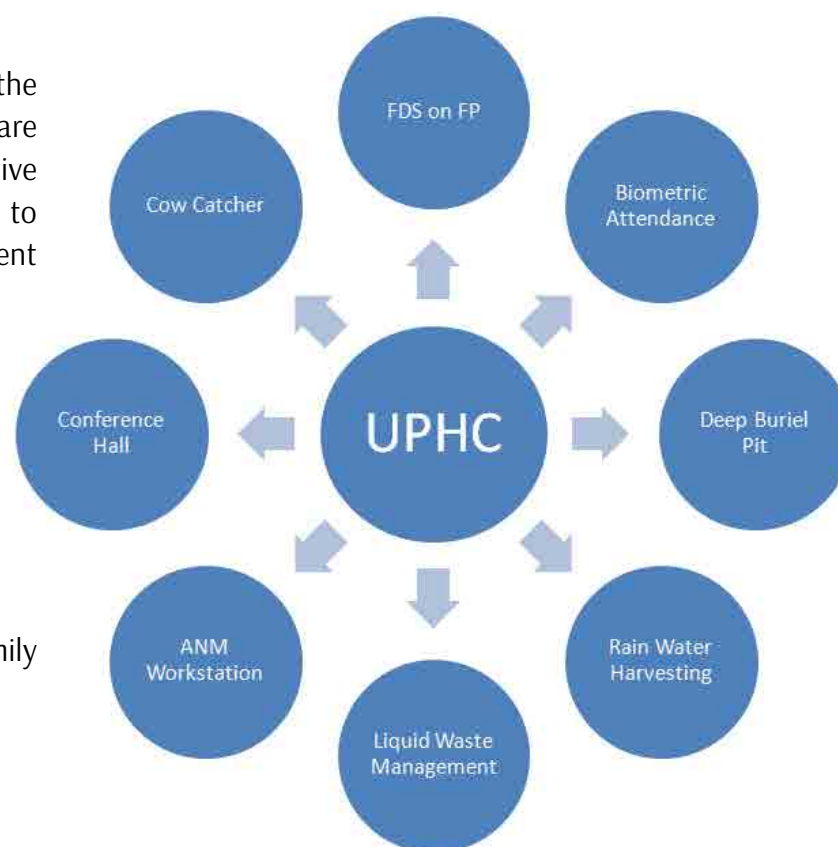 the
are
ive
to
ent
ily
FDS on FP
Biometric
Attendance
Deep Buriel
Pit
Rain Water
Harvesting
Liquid Waste
Management
ANM
Workstation
Conference
Hall
Cow Catcher
UPHC